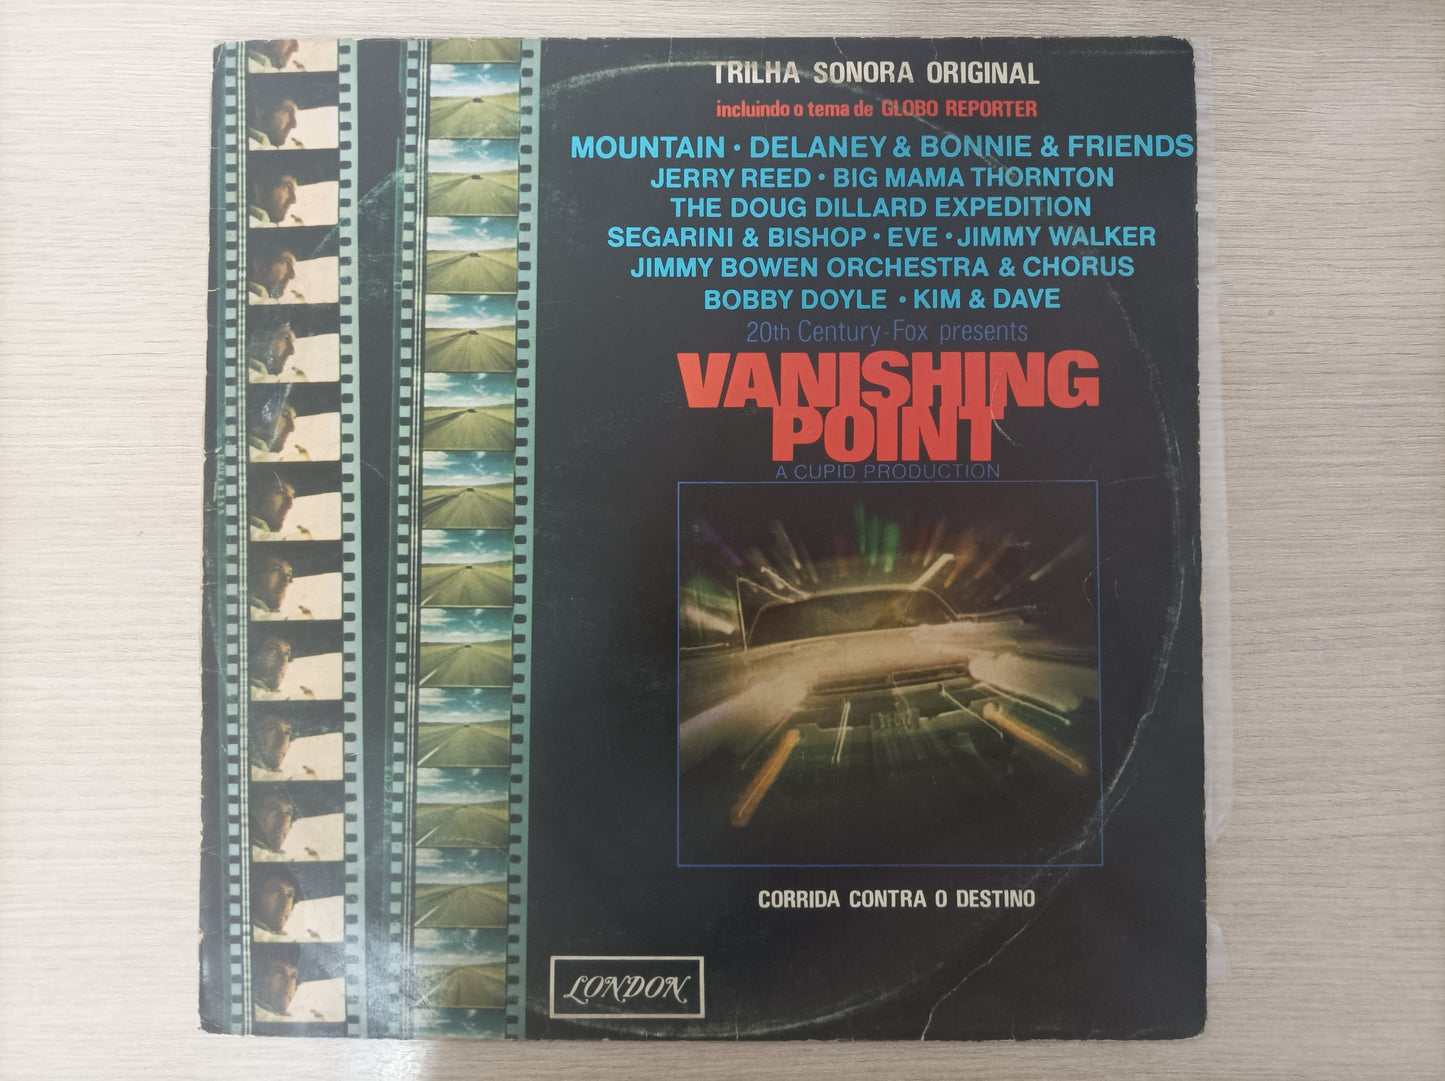 TRILHA SONORA ORIGINAL
incluindo o tema de GLOBO REPORTER
MOUNTAIN • DELANEY & BONNIE & FRIENDS
JERRY REED • BIG MAMA THORNTON
THE DOUG DILLARD EXPEDITION
SEGARINI & BISHOP • EVE • JIMMY WALKER
JIMMY BOWEN ORCHESTRA & CHORUS
BOBBY DOYLE • KIM & DAVE
20th Century-Fox presents
VANISHING
POINT
A CUPID PRODUCTION
CORRIDA CONTRA O DESTINO
LONDON